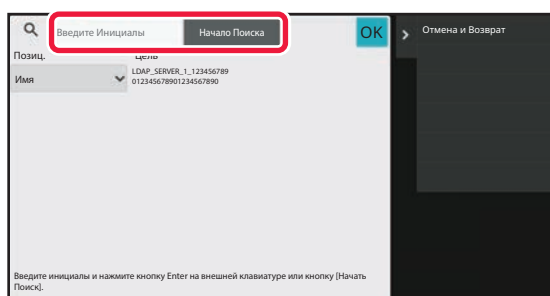 Введите Инициалы
Начало Поиска
OK
Отмена и Возврат
Позиц.
Цель
Имя
LDAP_SERVER_1_123456789
012345678901234567890
Введите инициалы и нажмите кнопку Enter на внешней клавиатуре или кнопку [Начать
Поиск].